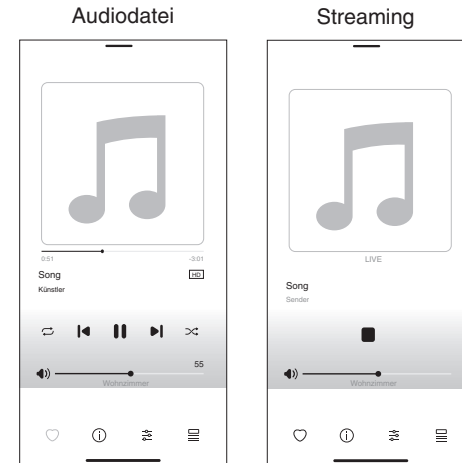 Audiodatei
0:51 -3:01
Song HD
Künstler
55
Wohnzimmer
Streaming
LIVE
Song
Sender
Wohnzimmer